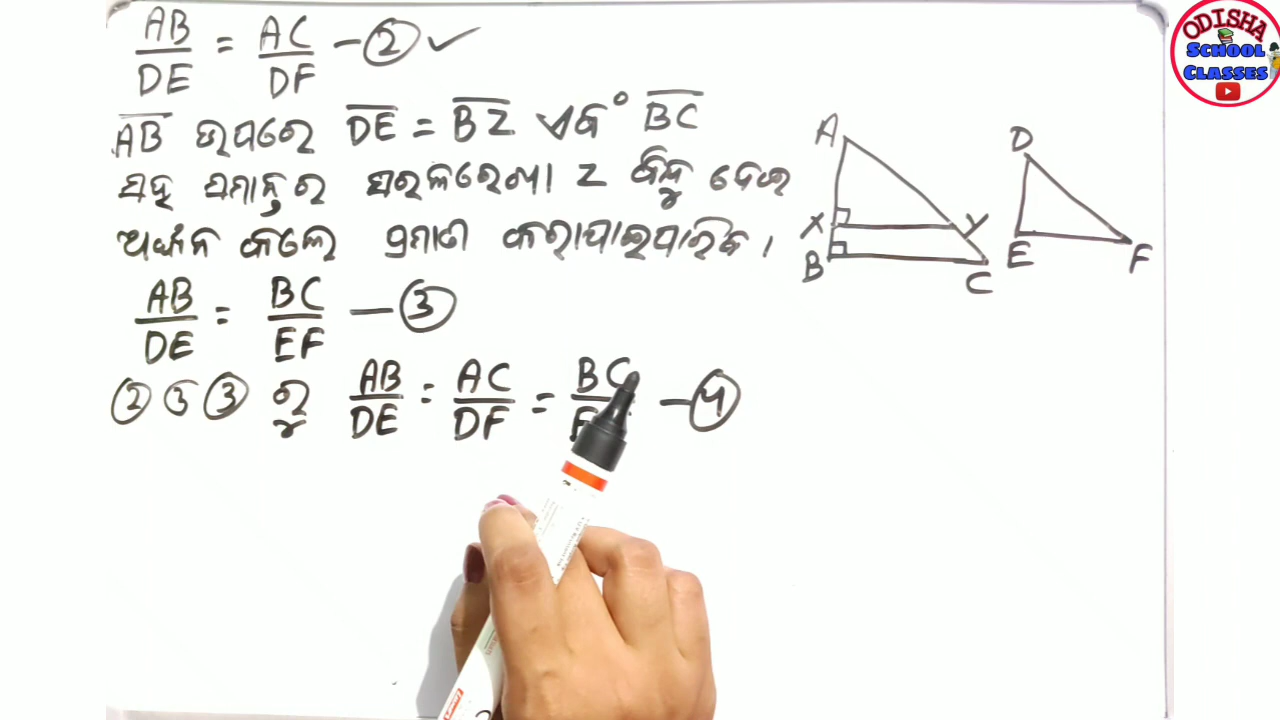 AB/DE = AC/DF — ② ✓
AB ଉପରେ DE = BZ ଏବଂ BC
ସହ ସମାନ୍ତର ସରଳରେଖା Z ବିନ୍ଦୁ ଦେଇ
ଅଙ୍କନ କଲେ ପ୍ରମାଣ କରାଯାଇପାରିବ ।
AB/DE = BC/EF — ③
② ଓ ③ ରୁ AB/DE = AC/DF = BC/ — ④
A
X Y
B C
D
E F
ODISHA
SCHOOL
CLASSES